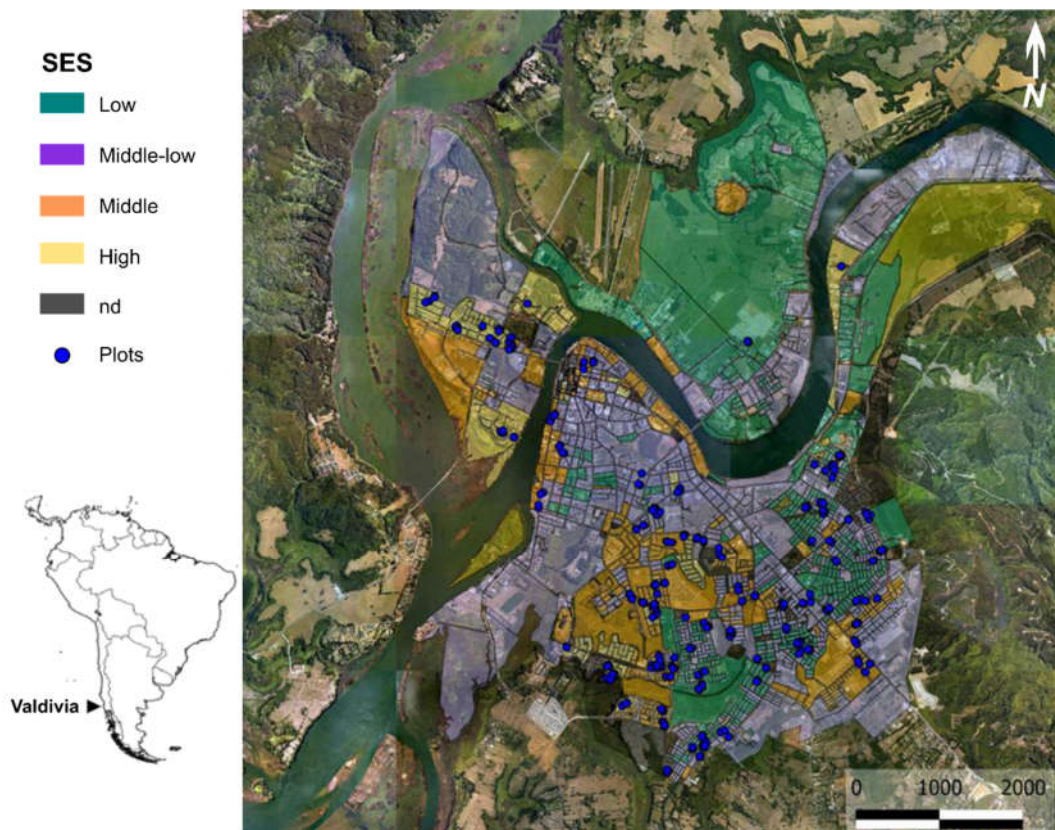 SES
Low
Middle-low
Middle
High
nd
Plots
Valdivia
N
0 1000 2000